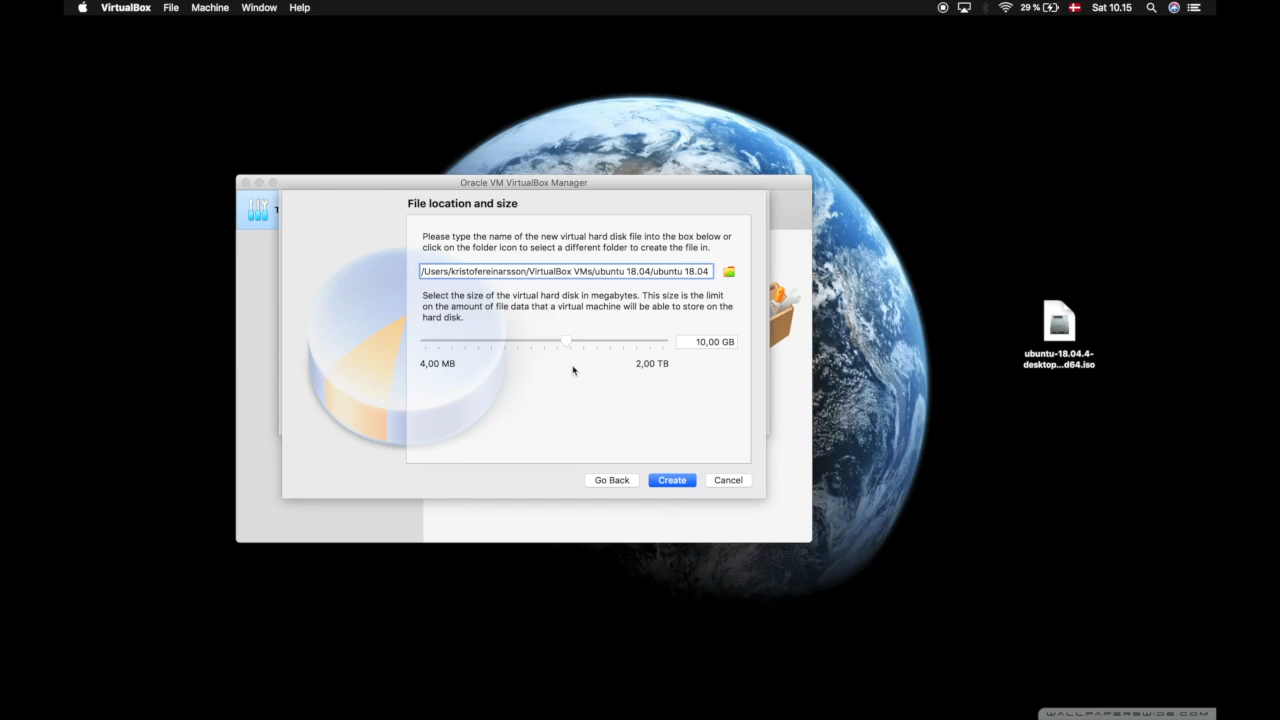 VirtualBox File Machine Window Help 29 % Sat 10.15
Oracle VM VirtualBox Manager
T
File location and size
Please type the name of the new virtual hard disk file into the box below or
click on the folder icon to select a different folder to create the file in.
/Users/kristofereinarsson/VirtualBox VMs/ubuntu 18.04/ubuntu 18.04
Select the size of the virtual hard disk in megabytes. This size is the limit
on the amount of file data that a virtual machine will be able to store on the
hard disk.
10,00 GB
4,00 MB 2,00 TB
Go Back Create Cancel
ubuntu-18.04.4-
desktop...d64.iso
WALLPAPERSWIDE.COM